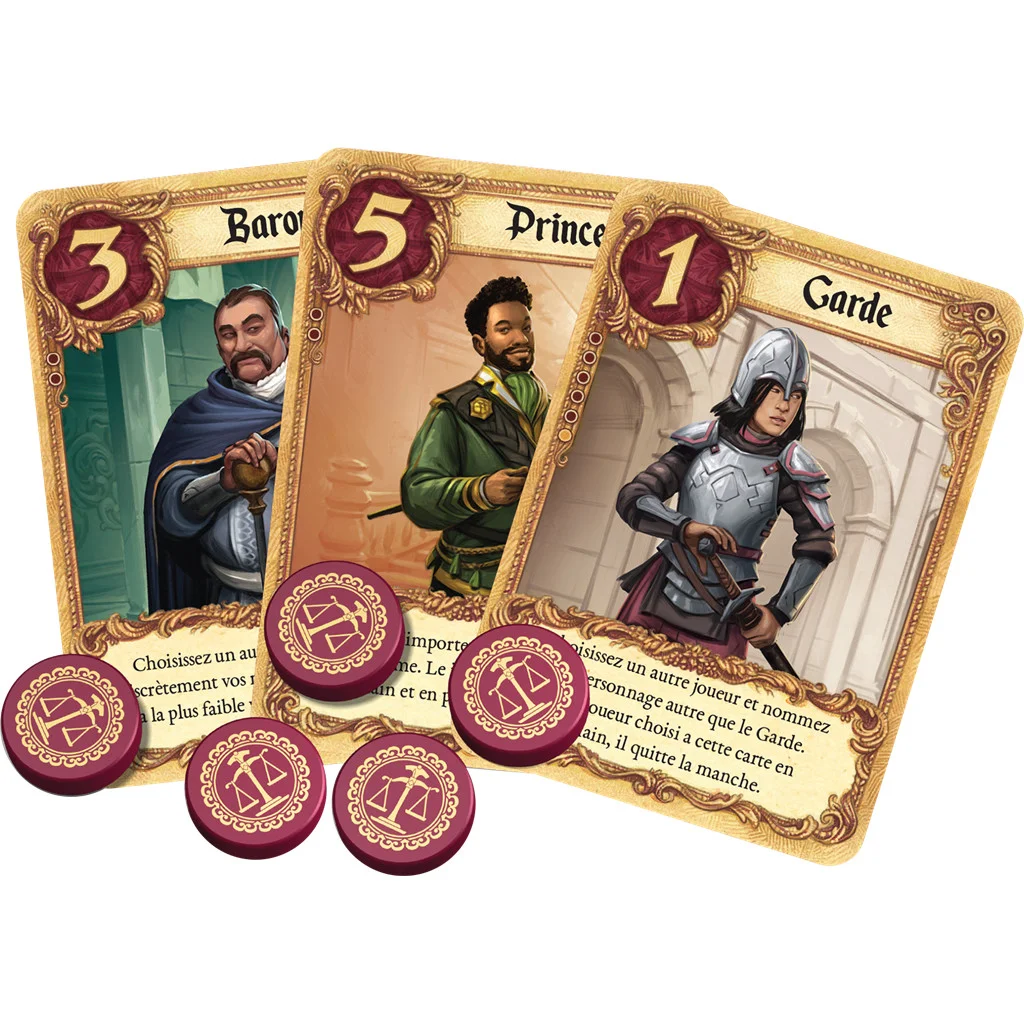 3
Baro
Choisissez un au
scrètement vos
a la plus faible
5
Prince
importe
me. Le
ain et en p
1
Garde
oisissez un autre joueur et nommez
ersonnage autre que le Garde.
joueur choisi a cette carte en
ain, il quitte la manche.